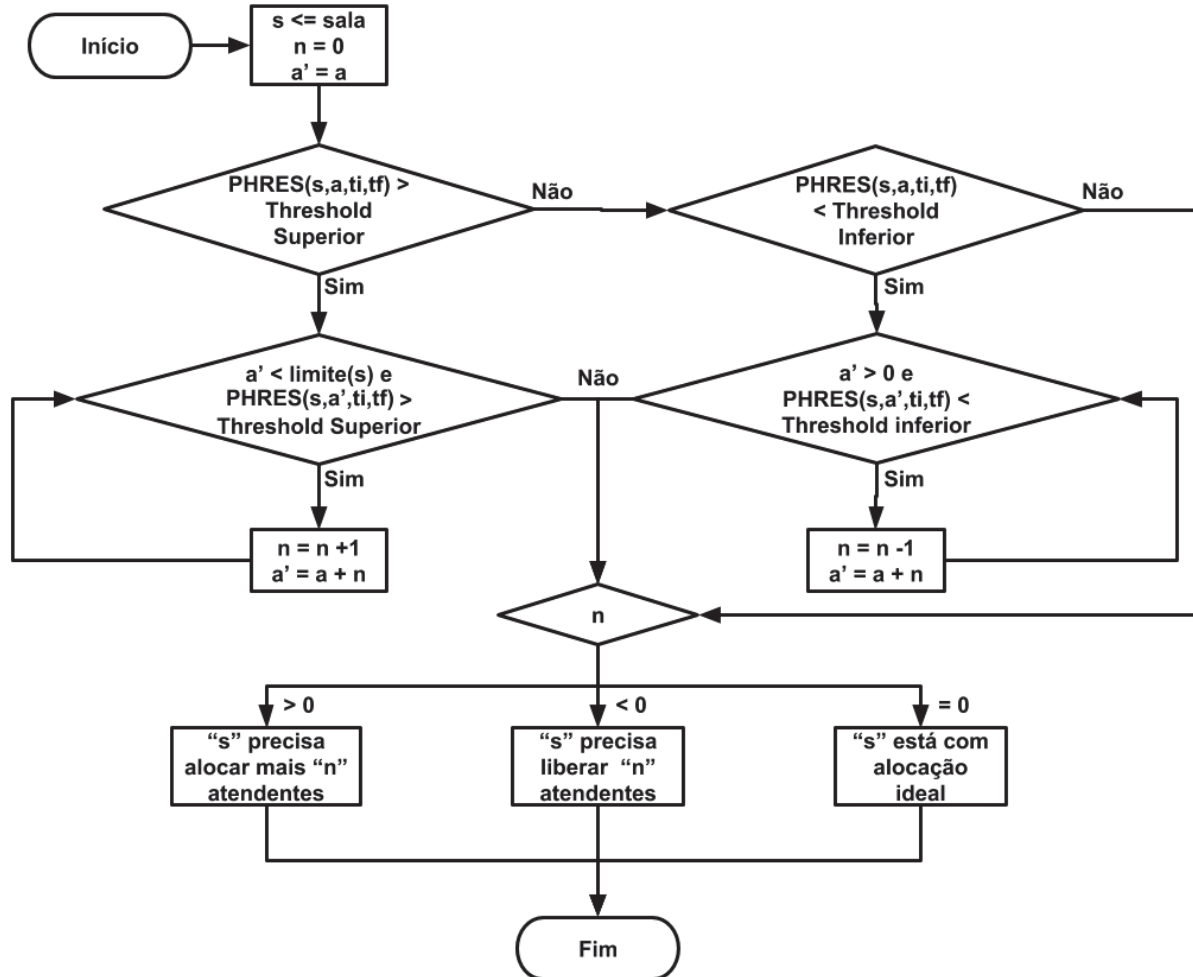 Início
s <= sala
n = 0
a’ = a
PHRES(s,a,ti,tf) >
Threshold
Superior
Não
PHRES(s,a,ti,tf)
< Threshold
Inferior
Não
Sim
Sim
a’ < limite(s) e
PHRES(s,a',ti,tf) >
Threshold Superior
Não
a’ > 0 e
PHRES(s,a’,ti,tf) <
Threshold inferior
Sim
Sim
n = n +1
a’ = a + n
n = n -1
a’ = a + n
n
> 0
< 0
= 0
“s” precisa
alocar mais “n”
atendentes
“s” precisa
liberar “n”
atendentes
“s” está com
alocação
ideal
Fim